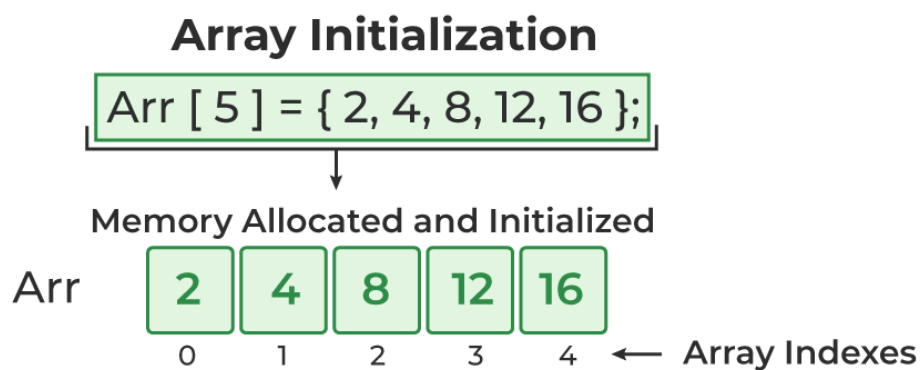 Array Initialization
Arr [ 5 ] = { 2, 4, 8, 12, 16 };
Memory Allocated and Initialized
Arr 2 4 8 12 16
0 1 2 3 4 Array Indexes